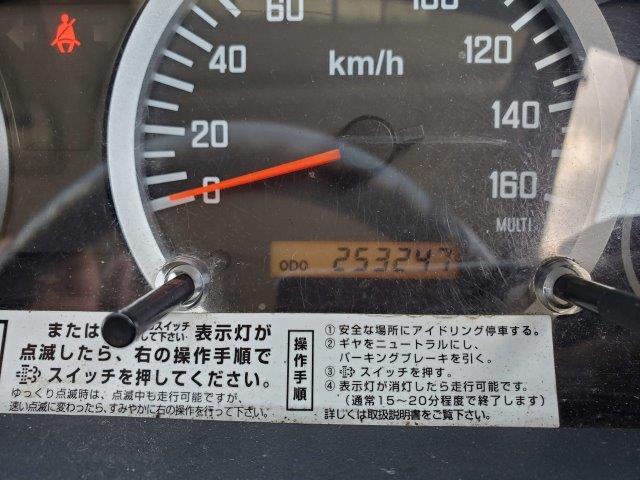 60
100
40
km/h
120
20
140
0
160
MULTI
ODO 253247
または
スイッチ
して下さい
表示灯が
点滅したら、右の操作手順で
スイッチを押してください。
ゆっくり点滅時は、点滅中も走行可能ですが、
速い点滅に変わったら、すみやかに右の操作を行って下さい。
操作手順
①安全な場所にアイドリング停車する。
②ギヤをニュートラルにし、
パーキングブレーキを引く。
③スイッチを押す。
④表示灯が消灯したら走行可能です。
(通常15~20分程度で終了します)
詳しくは取扱説明書をご覧下さい。